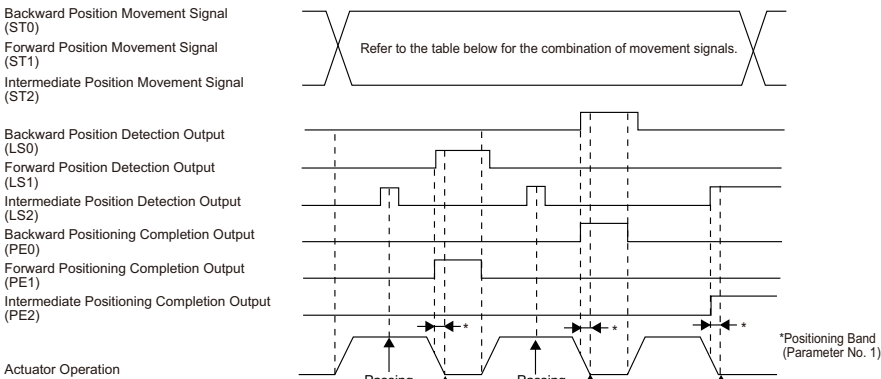 Backward Position Movement Signal
(ST0)
Forward Position Movement Signal
(ST1)
Intermediate Position Movement Signal
(ST2)
Refer to the table below for the combination of movement signals.
Backward Position Detection Output
(LS0)
Forward Position Detection Output
(LS1)
Intermediate Position Detection Output
(LS2)
Backward Positioning Completion Output
(PE0)
Forward Positioning Completion Output
(PE1)
Intermediate Positioning Completion Output
(PE2)
*
*
*
*Positioning Band
(Parameter No. 1)
Actuator Operation
Passing
Passing